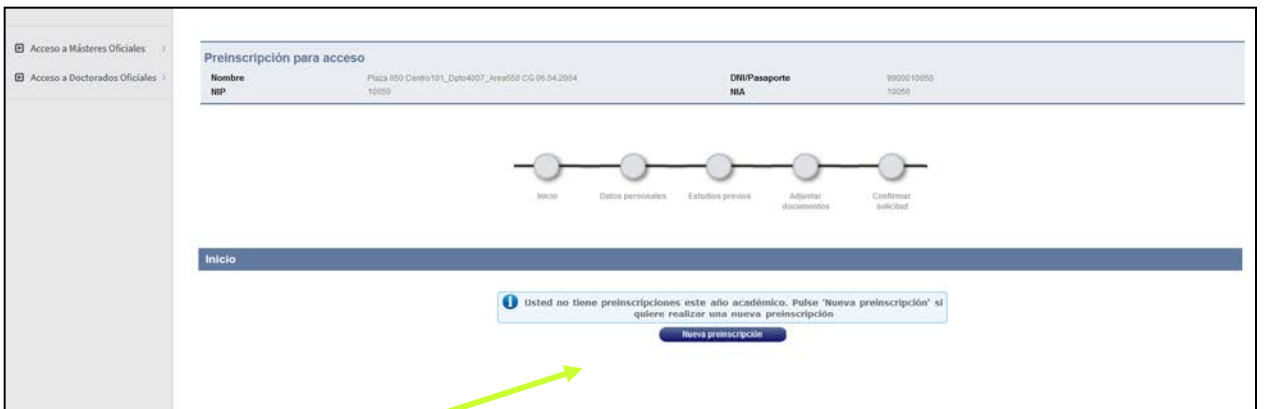 Acceso a Másteres Oficiales
Acceso a Doctorados Oficiales
Preinscripción para acceso
Nombre Plaza 050 Centro101_Dpto4007_Area050 CG 06.04.2004 DNI/Pasaporte 9900010050
NIP 10050 NIA 10050
Inicio Datos personales Estudios previos Adjuntar documentos Confirmar solicitud
Inicio
Usted no tiene preinscripciones este año académico. Pulse 'Nueva preinscripción' si
quiere realizar una nueva preinscripción
Nueva preinscripción